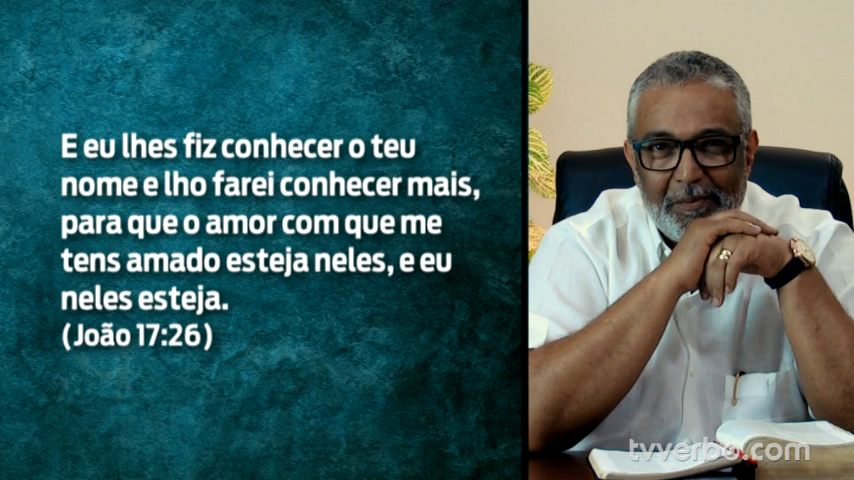 E eu lhes fiz conhecer o teu
nome e lho farei conhecer mais,
para que o amor com que me
tens amado esteja neles, e eu
neles esteja.
(João 17:26)
tvverbo.com